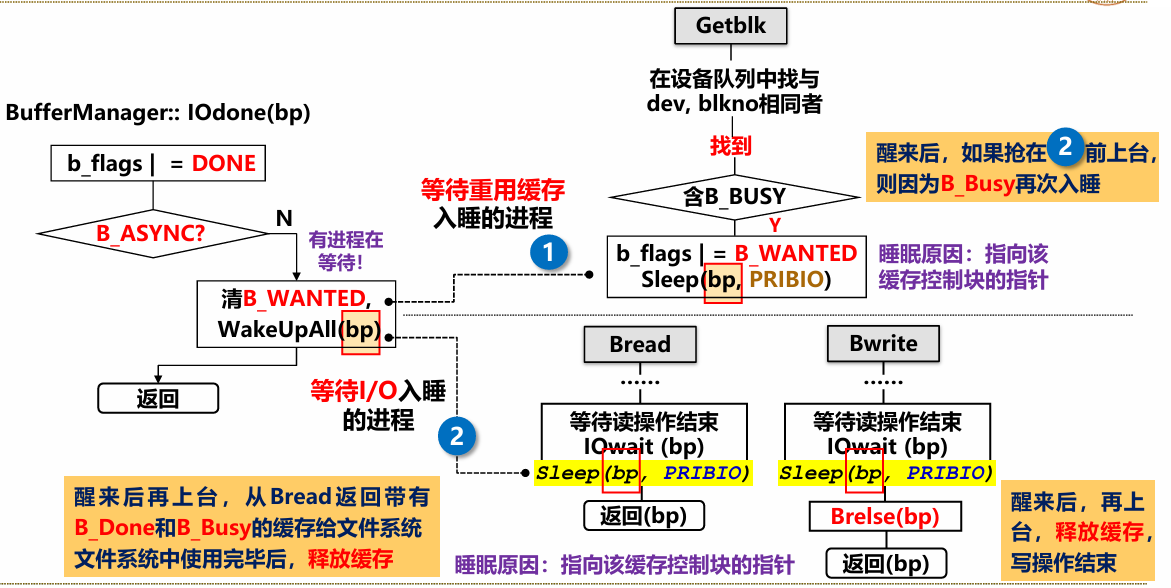 BufferManager:: IOdone(bp)
b_flags | = DONE
B_ASYNC?
N
有进程在
等待!
清B_WANTED,
WakeUpAll(bp)
返回
等待重用缓存
入睡的进程
1
等待I/O入睡
的进程
2
醒来后再上台，从Bread返回带有
B_Done和B_Busy的缓存给文件系统
文件系统中使用完毕后，释放缓存
Getblk
在设备队列中找与
dev, blkno相同者
找到
含B_BUSY
Y
b_flags | = B_WANTED
Sleep(bp, PRIBIO)
醒来后，如果抢在2前上台，
则因为B_Busy再次入睡
睡眠原因：指向该
缓存控制块的指针
Bread
······
等待读操作结束
IOwait (bp)
Sleep(bp, PRIBIO)
返回(bp)
Bwrite
······
等待读操作结束
IOwait (bp)
Sleep(bp, PRIBIO)
Brelse(bp)
返回(bp)
醒来后，再上
台，释放缓存，
写操作结束
睡眠原因：指向该缓存控制块的指针